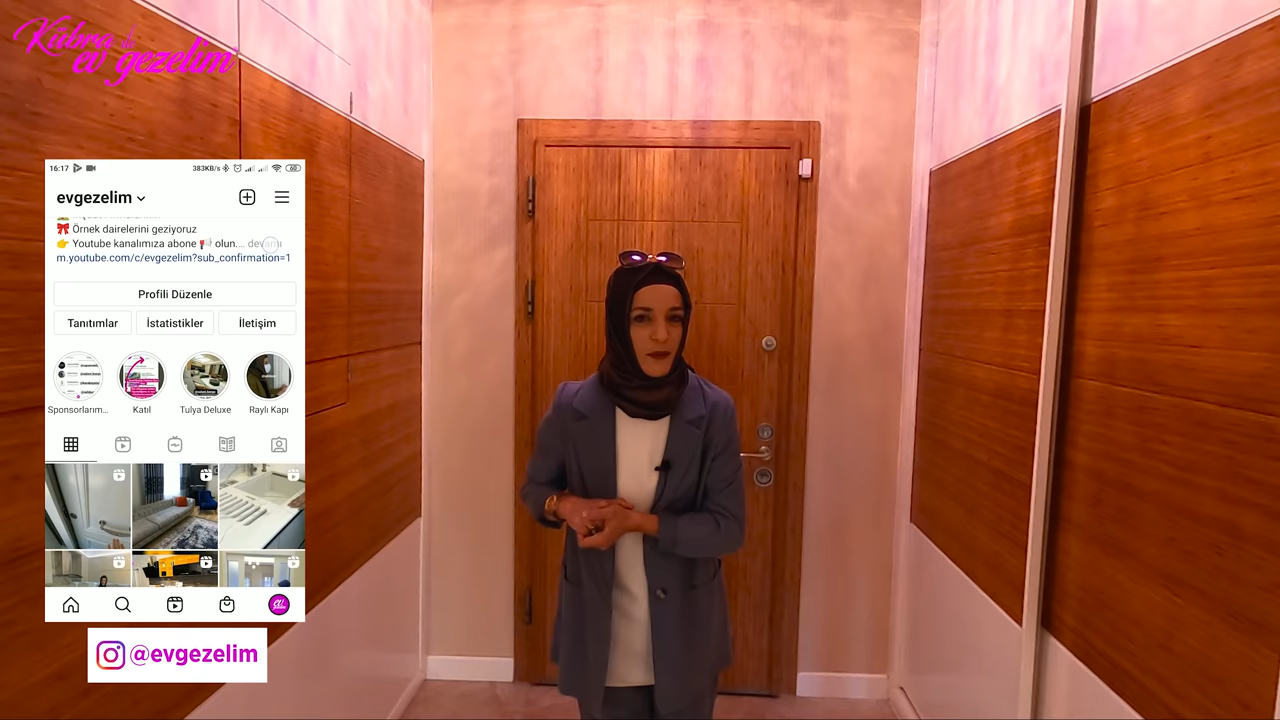 Kübra ile
ev gezelim
16:17
383KB/s
60
evgezelim
🎀 Örnek dairelerini geziyoruz
👉 Youtube kanalımıza abone 📢 olun... devamı
m.youtube.com/c/evgezelim?sub_confirmation=1
Profili Düzenle
Tanıtımlar
İstatistikler
İletişim
Sponsorlarım...
Katıl
Tulya Deluxe
Raylı Kapı
@evgezelim